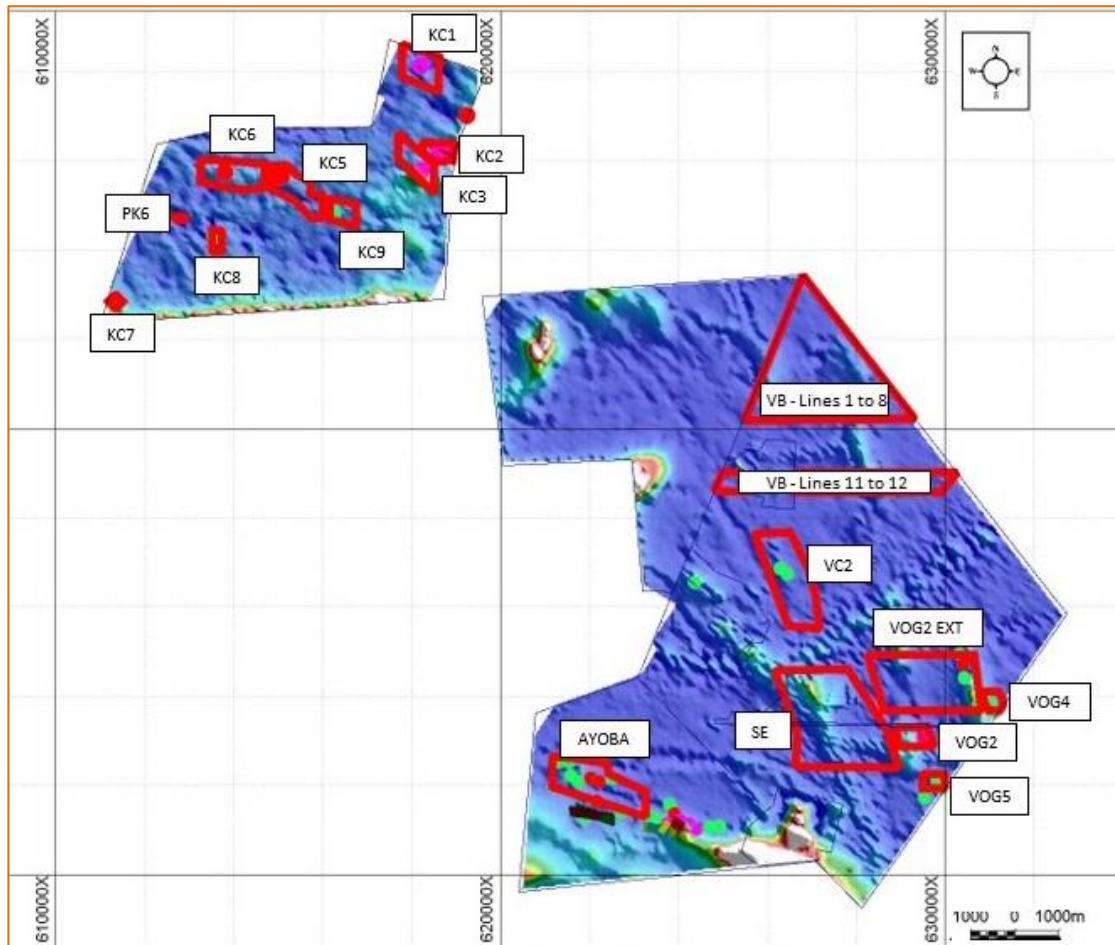 610000X
620000X
630000X
N
W E
S
KC1
KC6
KC5
KC2
KC3
PK6
KC9
KC8
KC7
VB - Lines 1 to 8
VB - Lines 11 to 12
VC2
VOG2 EXT
VOG4
SE
AYOBA
VOG2
VOG5
610000X
620000X
630000X
1000 0 1000m